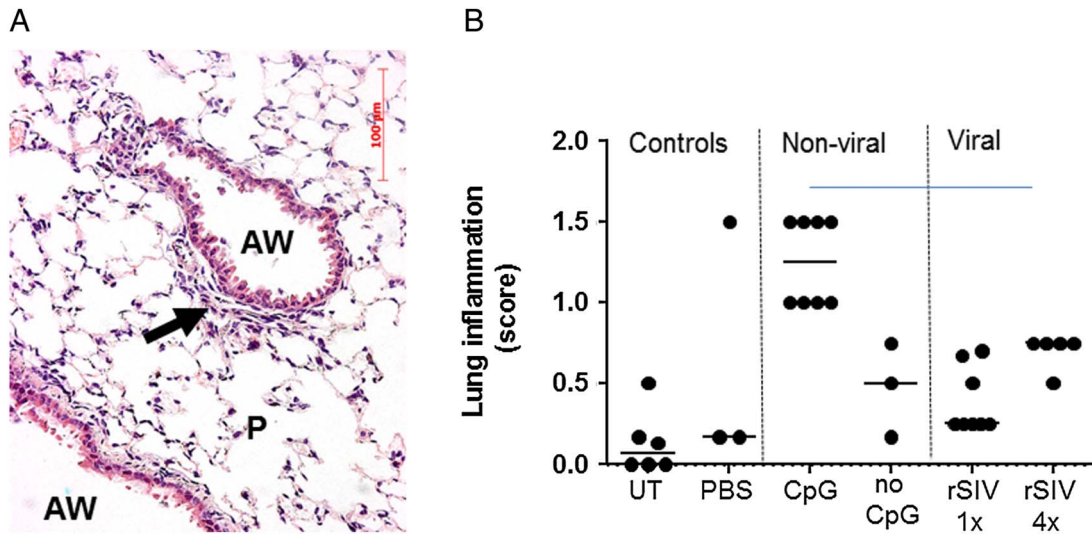 A
B
100 µm
AW
P
AW
Lung inflammation
(score)
2.0
1.5
1.0
0.5
0.0
Controls
Non-viral
Viral
UT
PBS
CpG
no
CpG
rSIV
1x
rSIV
4x